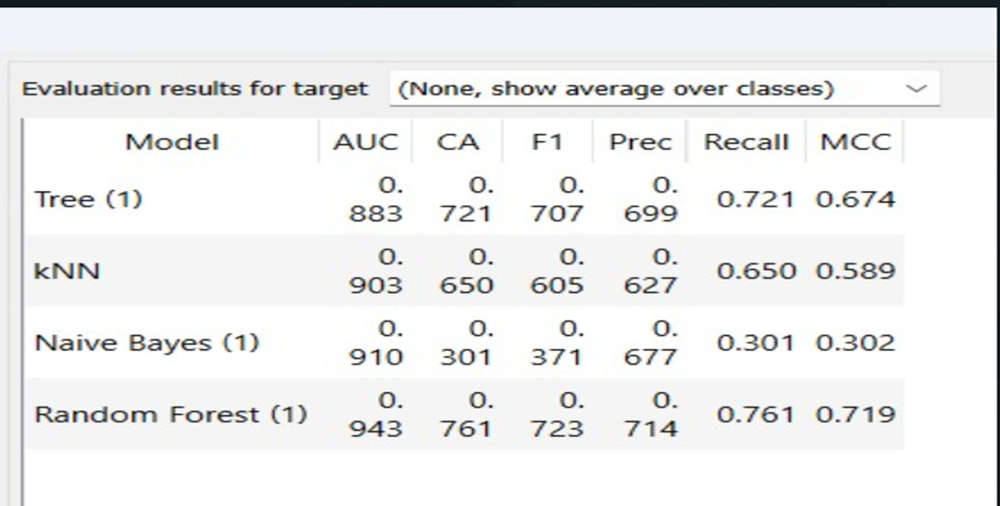 Evaluation results for target (None, show average over classes)
Model AUC CA F1 Prec Recall MCC
Tree (1) 0.883 0.721 0.707 0.699 0.721 0.674
kNN 0.903 0.650 0.605 0.627 0.650 0.589
Naive Bayes (1) 0.910 0.301 0.371 0.677 0.301 0.302
Random Forest (1) 0.943 0.761 0.723 0.714 0.761 0.719